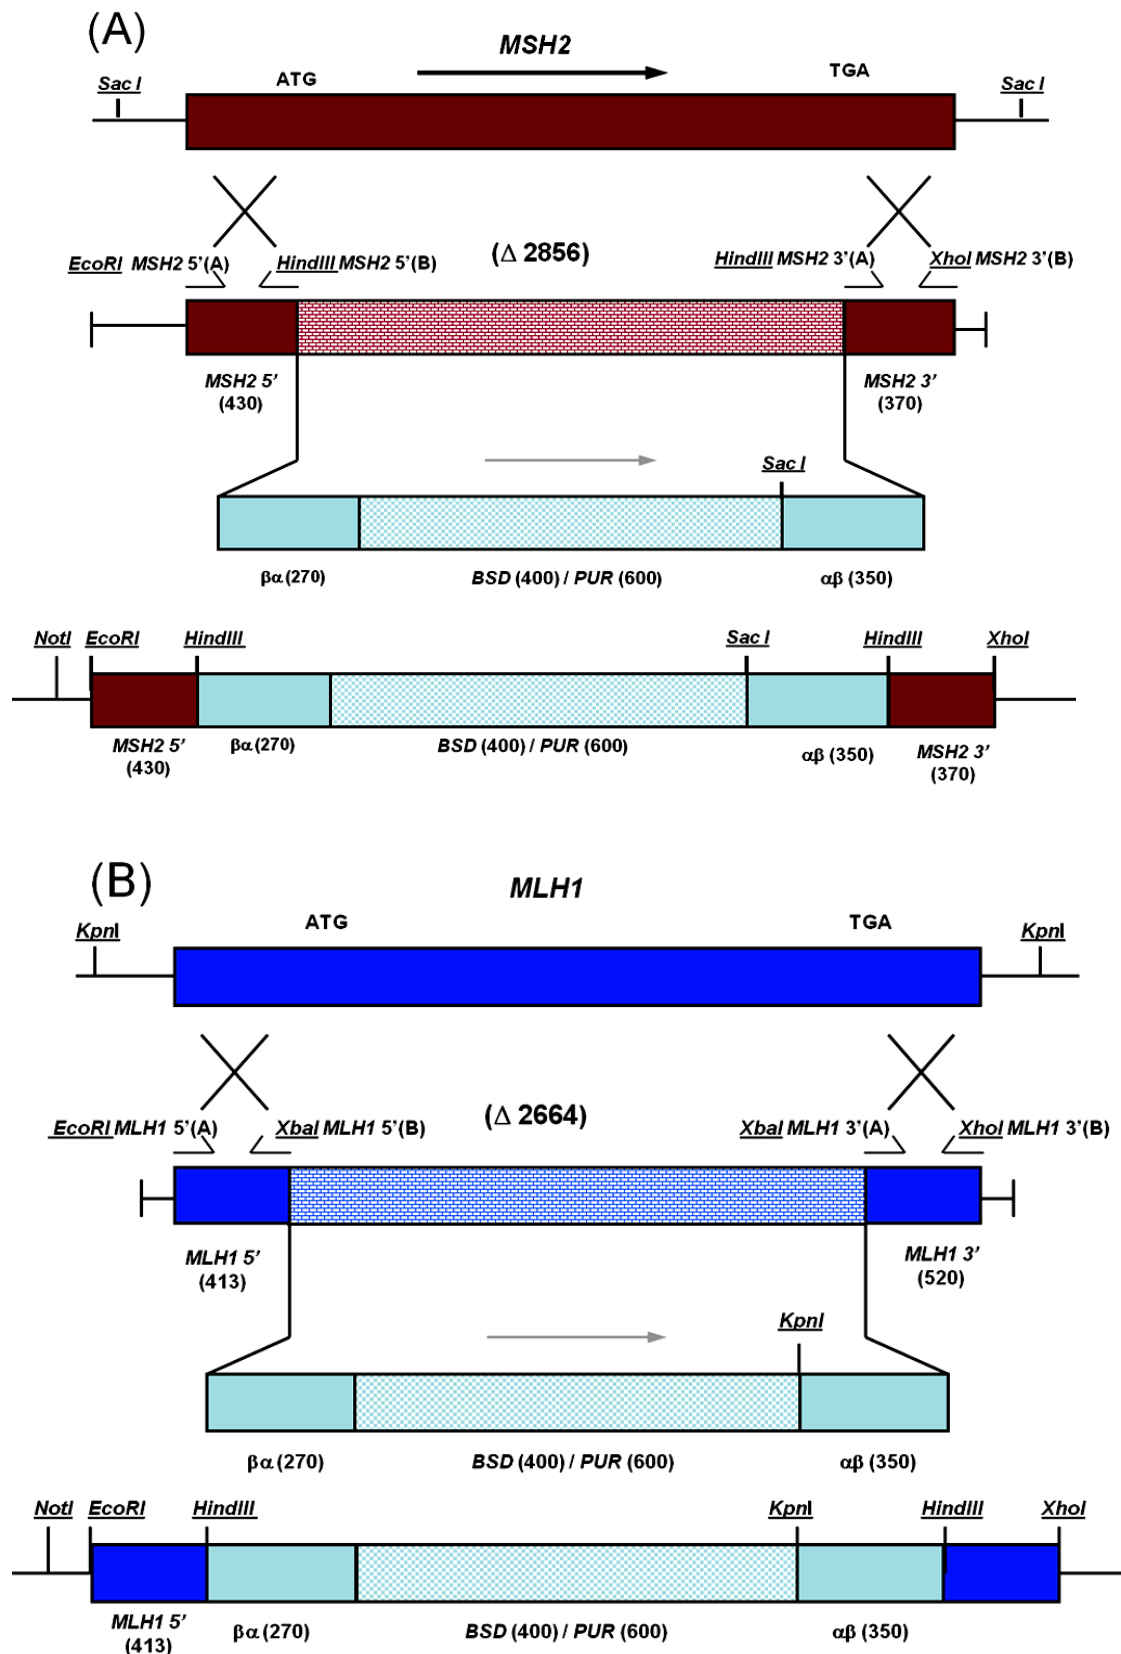 (A)
MSH2
ATG
TGA
Sac I
Sac I
(Δ 2856)
EcoRI MSH2 5'(A)
HindIII MSH2 5'(B)
HindIII MSH2 3'(A)
XhoI MSH2 3'(B)
MSH2 5'
(430)
MSH2 3'
(370)
Sac I
βα (270)
BSD (400) / PUR (600)
αβ (350)
NotI
EcoRI
HindIII
Sac I
HindIII
XhoI
MSH2 5'
(430)
βα (270)
BSD (400) / PUR (600)
αβ (350)
MSH2 3'
(370)
(B)
MLH1
ATG
TGA
KpnI
KpnI
(Δ 2664)
EcoRI MLH1 5'(A)
XbaI MLH1 5'(B)
XbaI MLH1 3'(A)
XhoI MLH1 3'(B)
MLH1 5'
(413)
MLH1 3'
(520)
KpnI
βα (270)
BSD (400) / PUR (600)
αβ (350)
NotI
EcoRI
HindIII
KpnI
HindIII
XhoI
MLH1 5'
(413)
βα (270)
BSD (400) / PUR (600)
αβ (350)